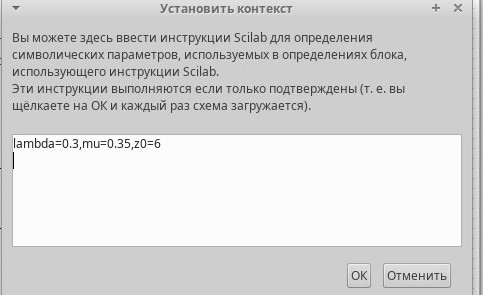 Установить контекст
Вы можете здесь ввести инструкции Scilab для определения
символических параметров, используемых в определениях блока,
использующего инструкции Scilab.
Эти инструкции выполняются если только подтверждены (т. е. вы
щёлкаете на OK и каждый раз схема загружается).
lambda=0.3,mu=0.35,z0=6
OK Отменить